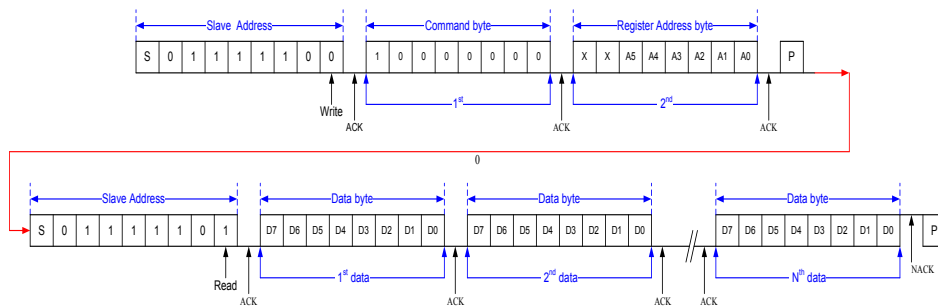 Slave Address Command byte Register Address byte
S 0 1 1 1 1 1 0 0 1 0 0 0 0 0 0 0 X X A5 A4 A3 A2 A1 A0 P
1st 2nd
Write ACK ACK ACK
0
Slave Address Data byte Data byte Data byte
S 0 1 1 1 1 1 0 1 D7 D6 D5 D4 D3 D2 D1 D0 D7 D6 D5 D4 D3 D2 D1 D0 // D7 D6 D5 D4 D3 D2 D1 D0 P
1st data 2nd data Nth data
Read ACK ACK ACK ACK NACK